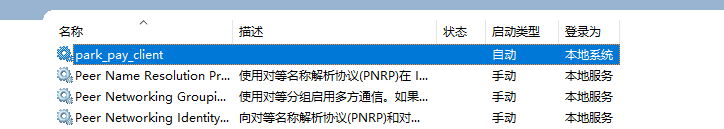 名称 描述 状态 启动类型 登录为
park_pay_client 自动 本地系统
Peer Name Resolution Pr... 使用对等名称解析协议(PNRP)在 I... 手动 本地服务
Peer Networking Groupi... 使用对等分组启用多方通信。如果... 手动 本地服务
Peer Networking Identity... 向对等名称解析协议(PNRP)和对... 手动 本地服务